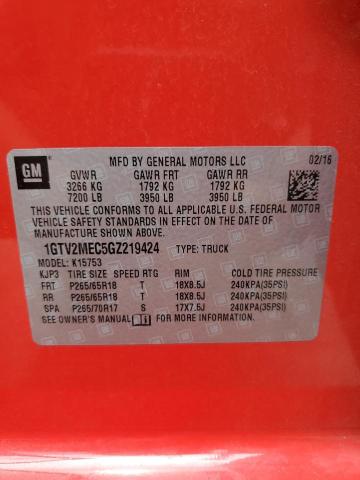 GM
MFD BY GENERAL MOTORS LLC 02/16
GVWR GAWR FRT GAWR RR
3266 KG 1792 KG 1792 KG
7200 LB 3950 LB 3950 LB
THIS VEHICLE CONFORMS TO ALL APPLICABLE U.S. FEDERAL MOTOR
VEHICLE SAFETY STANDARDS IN EFFECT ON THE DATE OF
MANUFACTURE SHOWN ABOVE.
1GTV2MEC5GZ219424 TYPE: TRUCK
MODEL: K15753
KJP3 TIRE SIZE SPEED RTG RIM COLD TIRE PRESSURE
FRT P265/65R18 T 18X8.5J 240KPA(35PSI)
RR P265/65R18 T 18X8.5J 240KPA(35PSI)
SPA P265/70R17 S 17X7.5J 240KPA(35PSI)
SEE OWNER'S MANUAL FOR MORE INFORMATION.